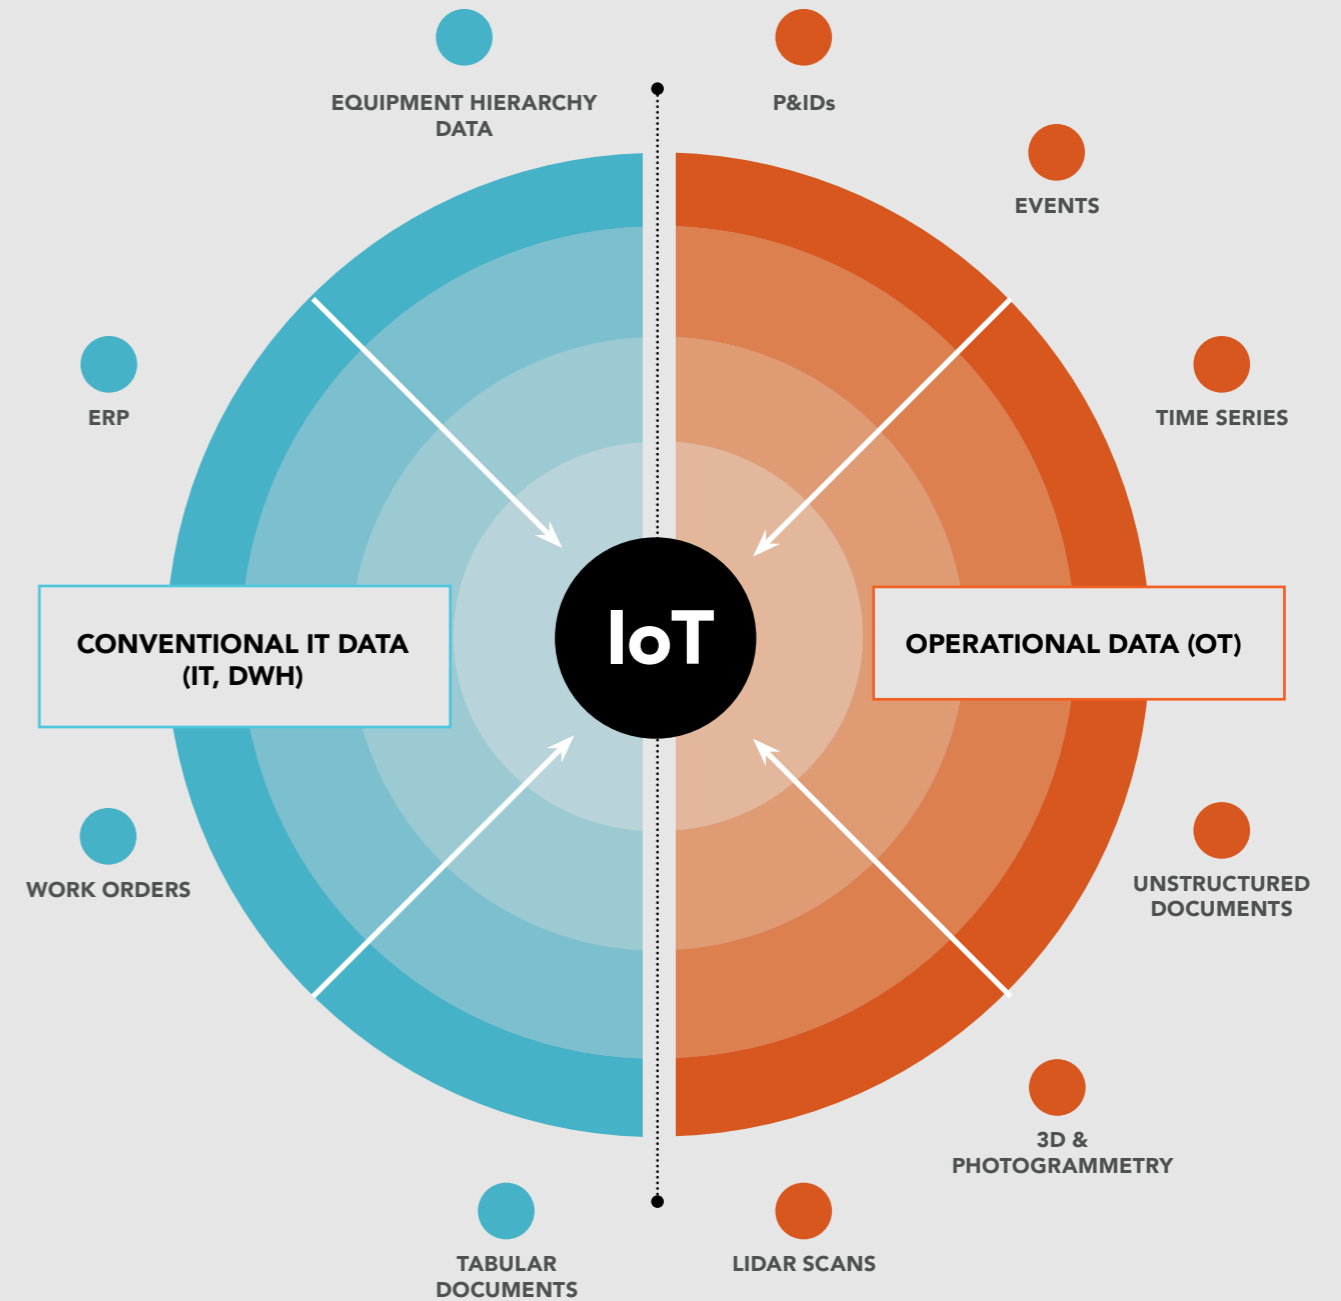 EQUIPMENT HIERARCHY
DATA
P&IDs
EVENTS
ERP
TIME SERIES
CONVENTIONAL IT DATA
(IT, DWH)
IoT
OPERATIONAL DATA (OT)
WORK ORDERS
UNSTRUCTURED
DOCUMENTS
3D &
PHOTOGRAMMETRY
TABULAR
DOCUMENTS
LIDAR SCANS